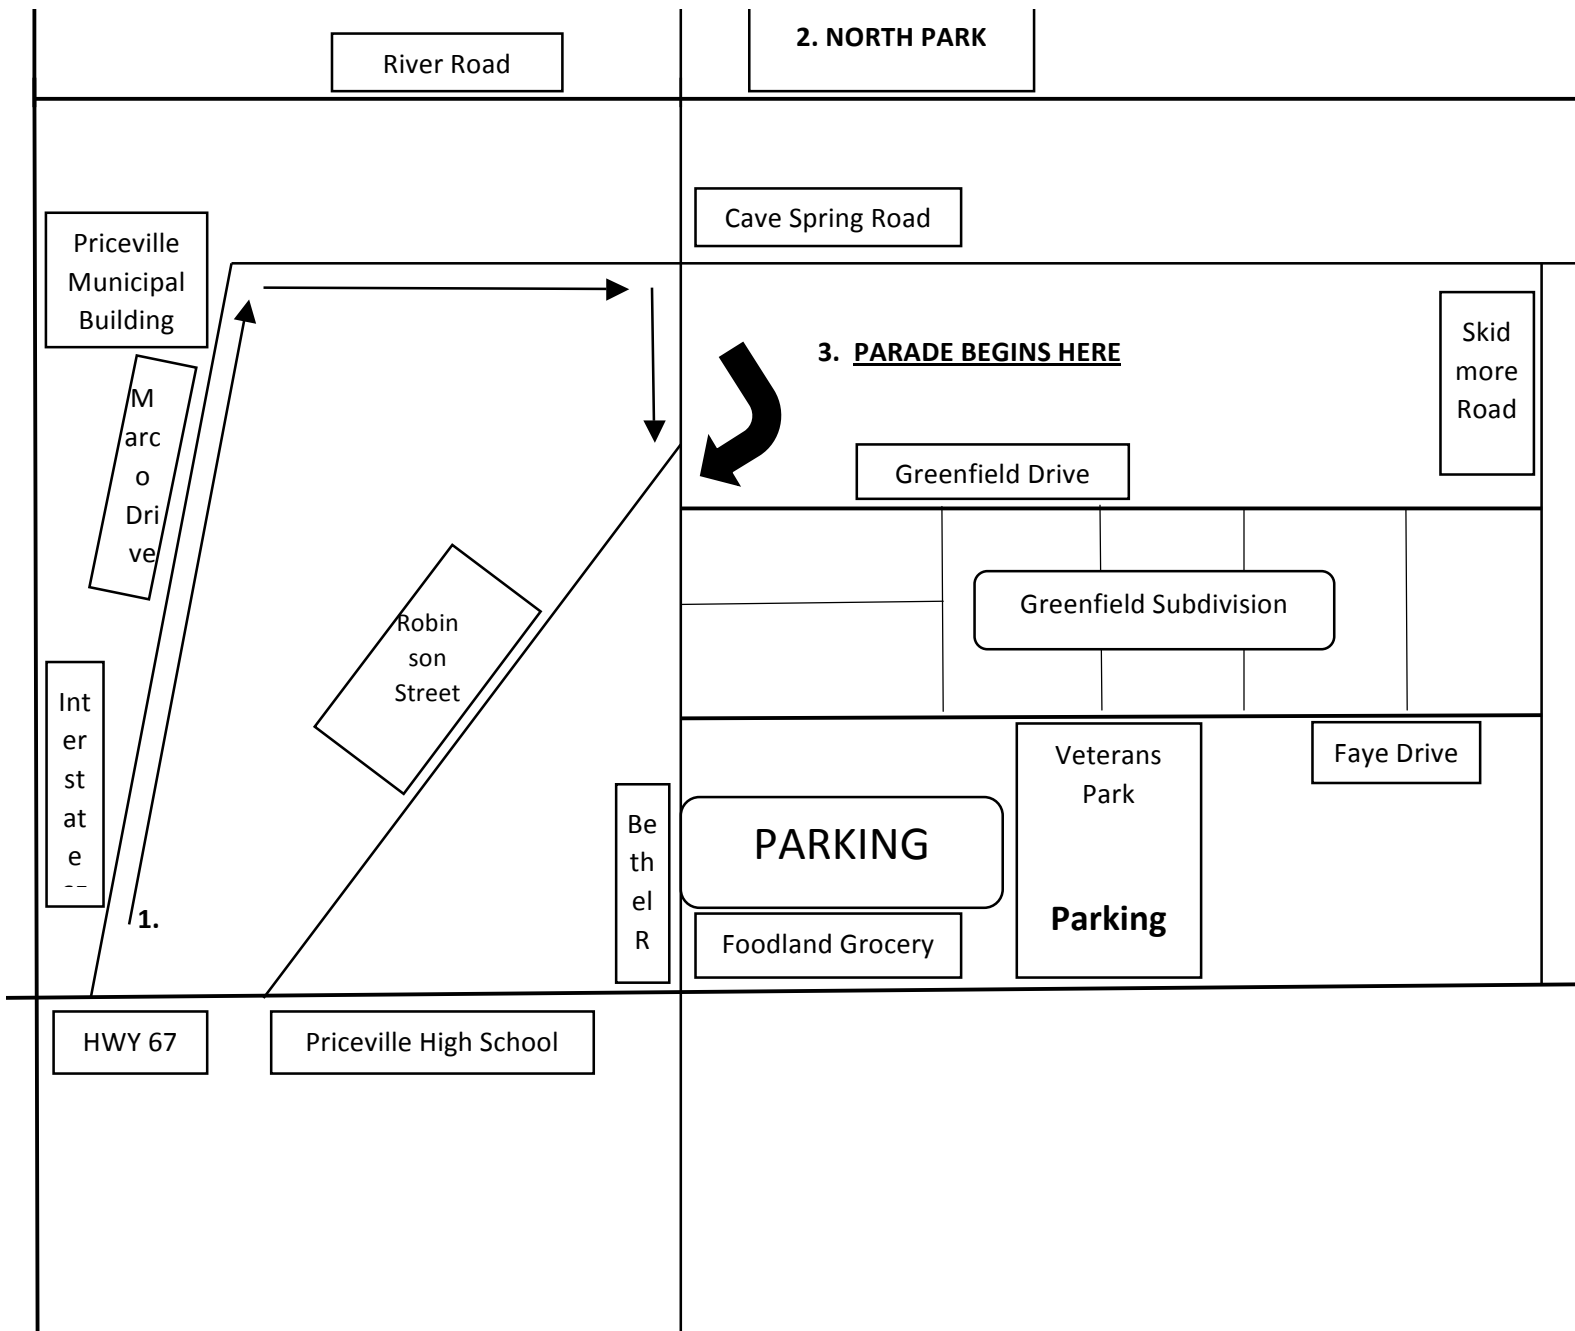 2. NORTH PARK
River Road
Cave Spring Road
Priceville
Municipal
Building
3. PARADE BEGINS HERE
Skid
more
Road
M
arc
o
Dri
ve
Greenfield Drive
Greenfield Subdivision
Robin
son
Street
Int
er
st
at
e
Veterans
Park
Faye Drive
Be
th
el
R
PARKING
Parking
1.
Foodland Grocery
HWY 67
Priceville High School